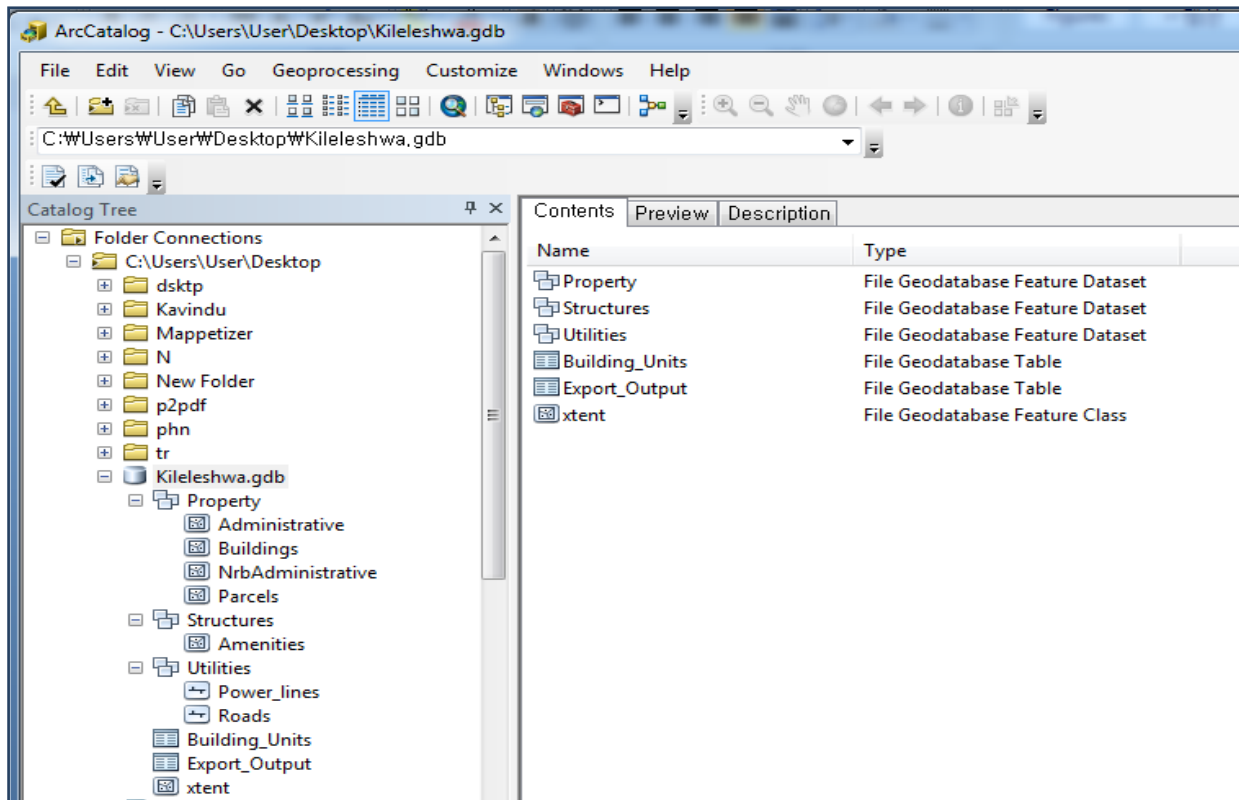 ArcCatalog - C:\Users\User\Desktop\Kileleshwa.gdb
File Edit View Go Geoprocessing Customize Windows Help
C:₩Users₩User₩Desktop₩Kileleshwa.gdb
Catalog Tree
Contents Preview Description
Folder Connections
C:\Users\User\Desktop
dsktp
Kavindu
Mappetizer
N
New Folder
p2pdf
phn
tr
Kileleshwa.gdb
Property
Administrative
Buildings
NrbAdministrative
Parcels
Structures
Amenities
Utilities
Power_lines
Roads
Building_Units
Export_Output
xtent
Name Type
Property File Geodatabase Feature Dataset
Structures File Geodatabase Feature Dataset
Utilities File Geodatabase Feature Dataset
Building_Units File Geodatabase Table
Export_Output File Geodatabase Table
xtent File Geodatabase Feature Class